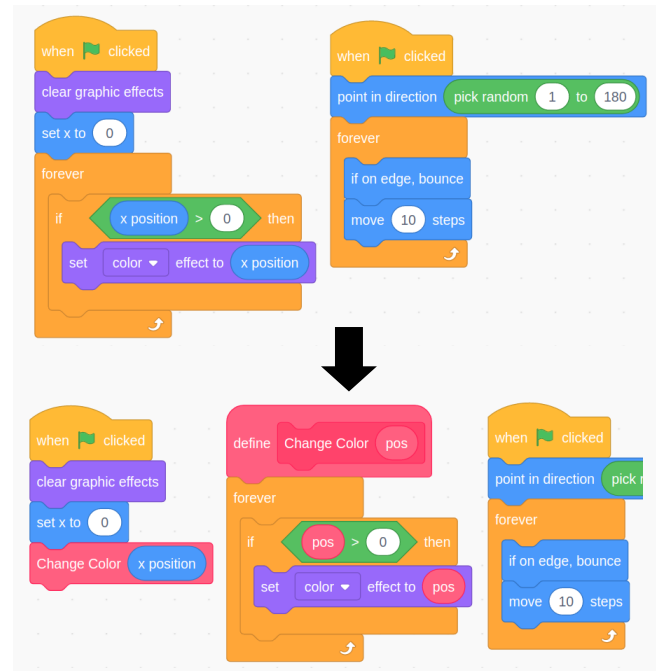 when clicked
clear graphic effects
set x to 0
forever
if x position > 0 then
set color effect to x position
when clicked
point in direction pick random 1 to 180
forever
if on edge, bounce
move 10 steps
when clicked
clear graphic effects
set x to 0
Change Color x position
define Change Color pos
forever
if pos > 0 then
set color effect to pos
when clicked
point in direction pick
forever
if on edge, bounce
move 10 steps